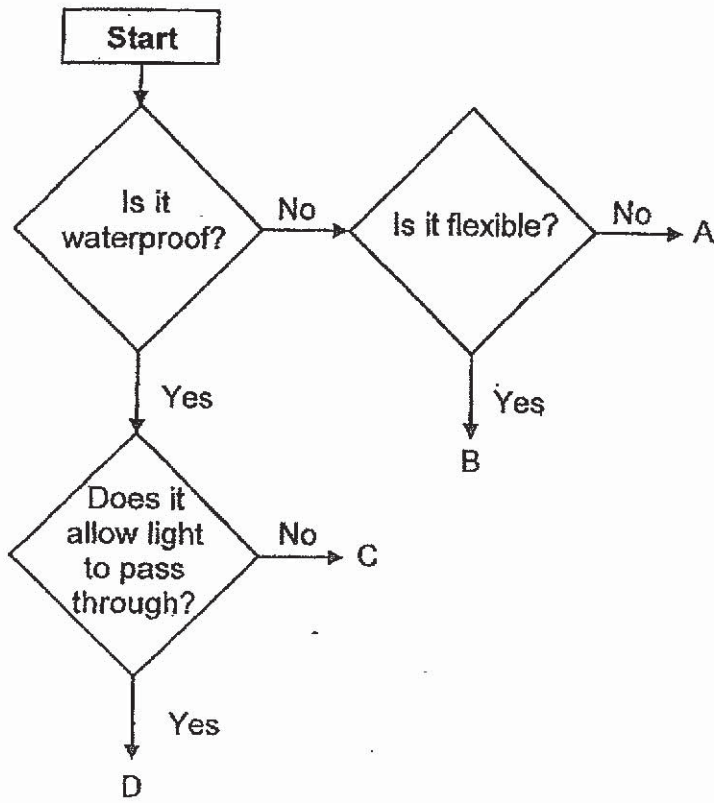 Start
Is it
waterproof?
No
Is it flexible?
No
A
Yes
Yes
B
Does it
allow light
to pass
through?
No
C
Yes
D